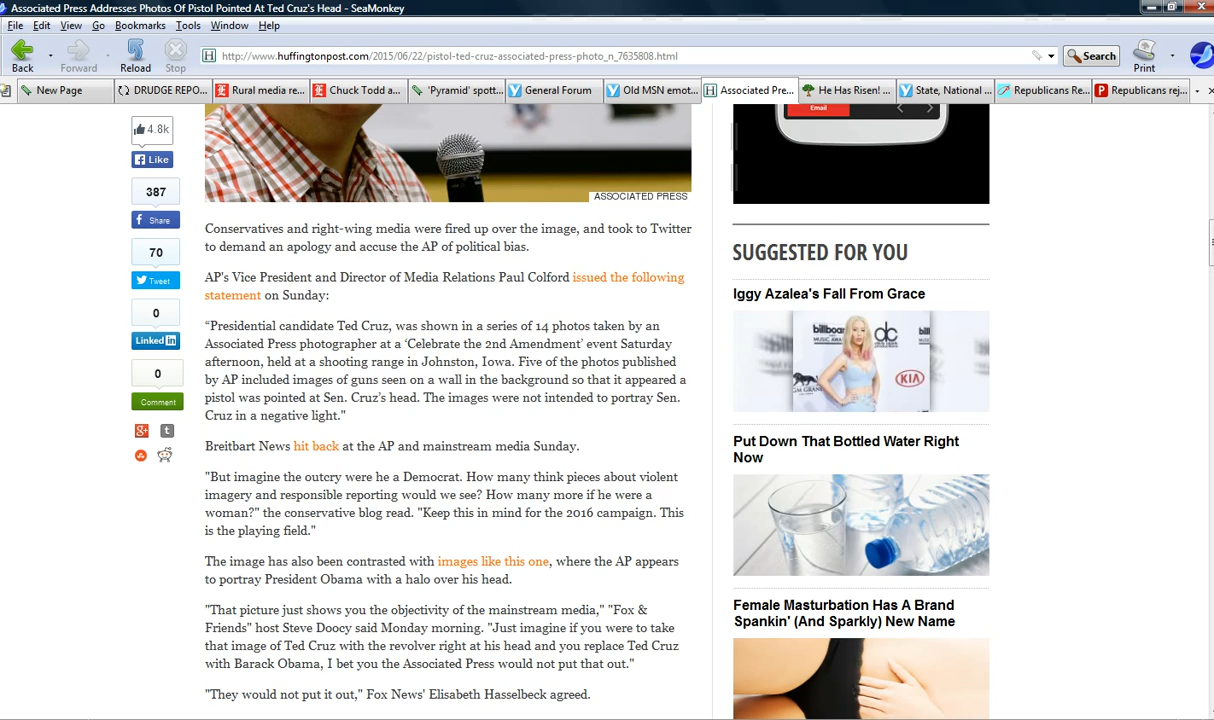 Associated Press Addresses Photos Of Pistol Pointed At Ted Cruz's Head - SeaMonkey
File Edit View Go Bookmarks Tools Window Help
Back Forward Reload Stop
http://www.huffingtonpost.com/2015/06/22/pistol-ted-cruz-associated-press-photo_n_7635808.html
Search
Print
New Page
DRUDGE REPO...
Rural media re...
Chuck Todd a...
'Pyramid' spott...
General Forum
Old MSN emot...
Associated Pre...
He Has Risen! ...
State, National ...
Republicans Re...
Republicans rej...
4.8k
Like
387
Share
70
Tweet
0
Linked in
0
Comment
ASSOCIATED PRESS
Conservatives and right-wing media were fired up over the image, and took to Twitter
to demand an apology and accuse the AP of political bias.
AP's Vice President and Director of Media Relations Paul Colford issued the following
statement on Sunday:
“Presidential candidate Ted Cruz, was shown in a series of 14 photos taken by an
Associated Press photographer at a ‘Celebrate the 2nd Amendment’ event Saturday
afternoon, held at a shooting range in Johnston, Iowa. Five of the photos published
by AP included images of guns seen on a wall in the background so that it appeared a
pistol was pointed at Sen. Cruz’s head. The images were not intended to portray Sen.
Cruz in a negative light."
Breitbart News hit back at the AP and mainstream media Sunday.
"But imagine the outcry were he a Democrat. How many think pieces about violent
imagery and responsible reporting would we see? How many more if he were a
woman?" the conservative blog read. "Keep this in mind for the 2016 campaign. This
is the playing field."
The image has also been contrasted with images like this one, where the AP appears
to portray President Obama with a halo over his head.
"That picture just shows you the objectivity of the mainstream media," "Fox &
Friends" host Steve Doocy said Monday morning. "Just imagine if you were to take
that image of Ted Cruz with the revolver right at his head and you replace Ted Cruz
with Barack Obama, I bet you the Associated Press would not put that out."
"They would not put it out," Fox News' Elisabeth Hasselbeck agreed.
Email
SUGGESTED FOR YOU
Iggy Azalea's Fall From Grace
billboard
dc
KIA
Put Down That Bottled Water Right
Now
Female Masturbation Has A Brand
Spankin' (And Sparkly) New Name